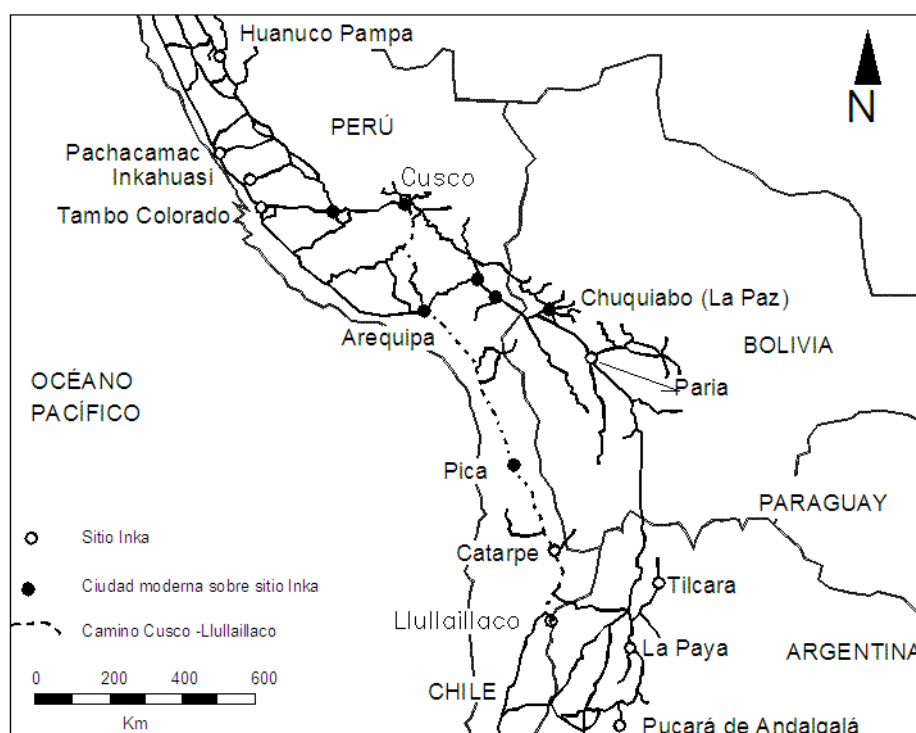 Huanuco Pampa
N
PERÚ
Pachacamac
Inkahuasi
Cusco
Tambo Colorado
Chuquiabo (La Paz)
Arequipa
BOLIVIA
OCÉANO
PACÍFICO
Paria
Pica
PARAGUAY
Sitio Inka
Catarpe
Ciudad moderna sobre sitio Inka
Tilcara
Llullaillaco
Camino Cusco -Llullaillaco
La Paya
ARGENTINA
0 200 400 600
CHILE
Km
Pucará de Andalgalá